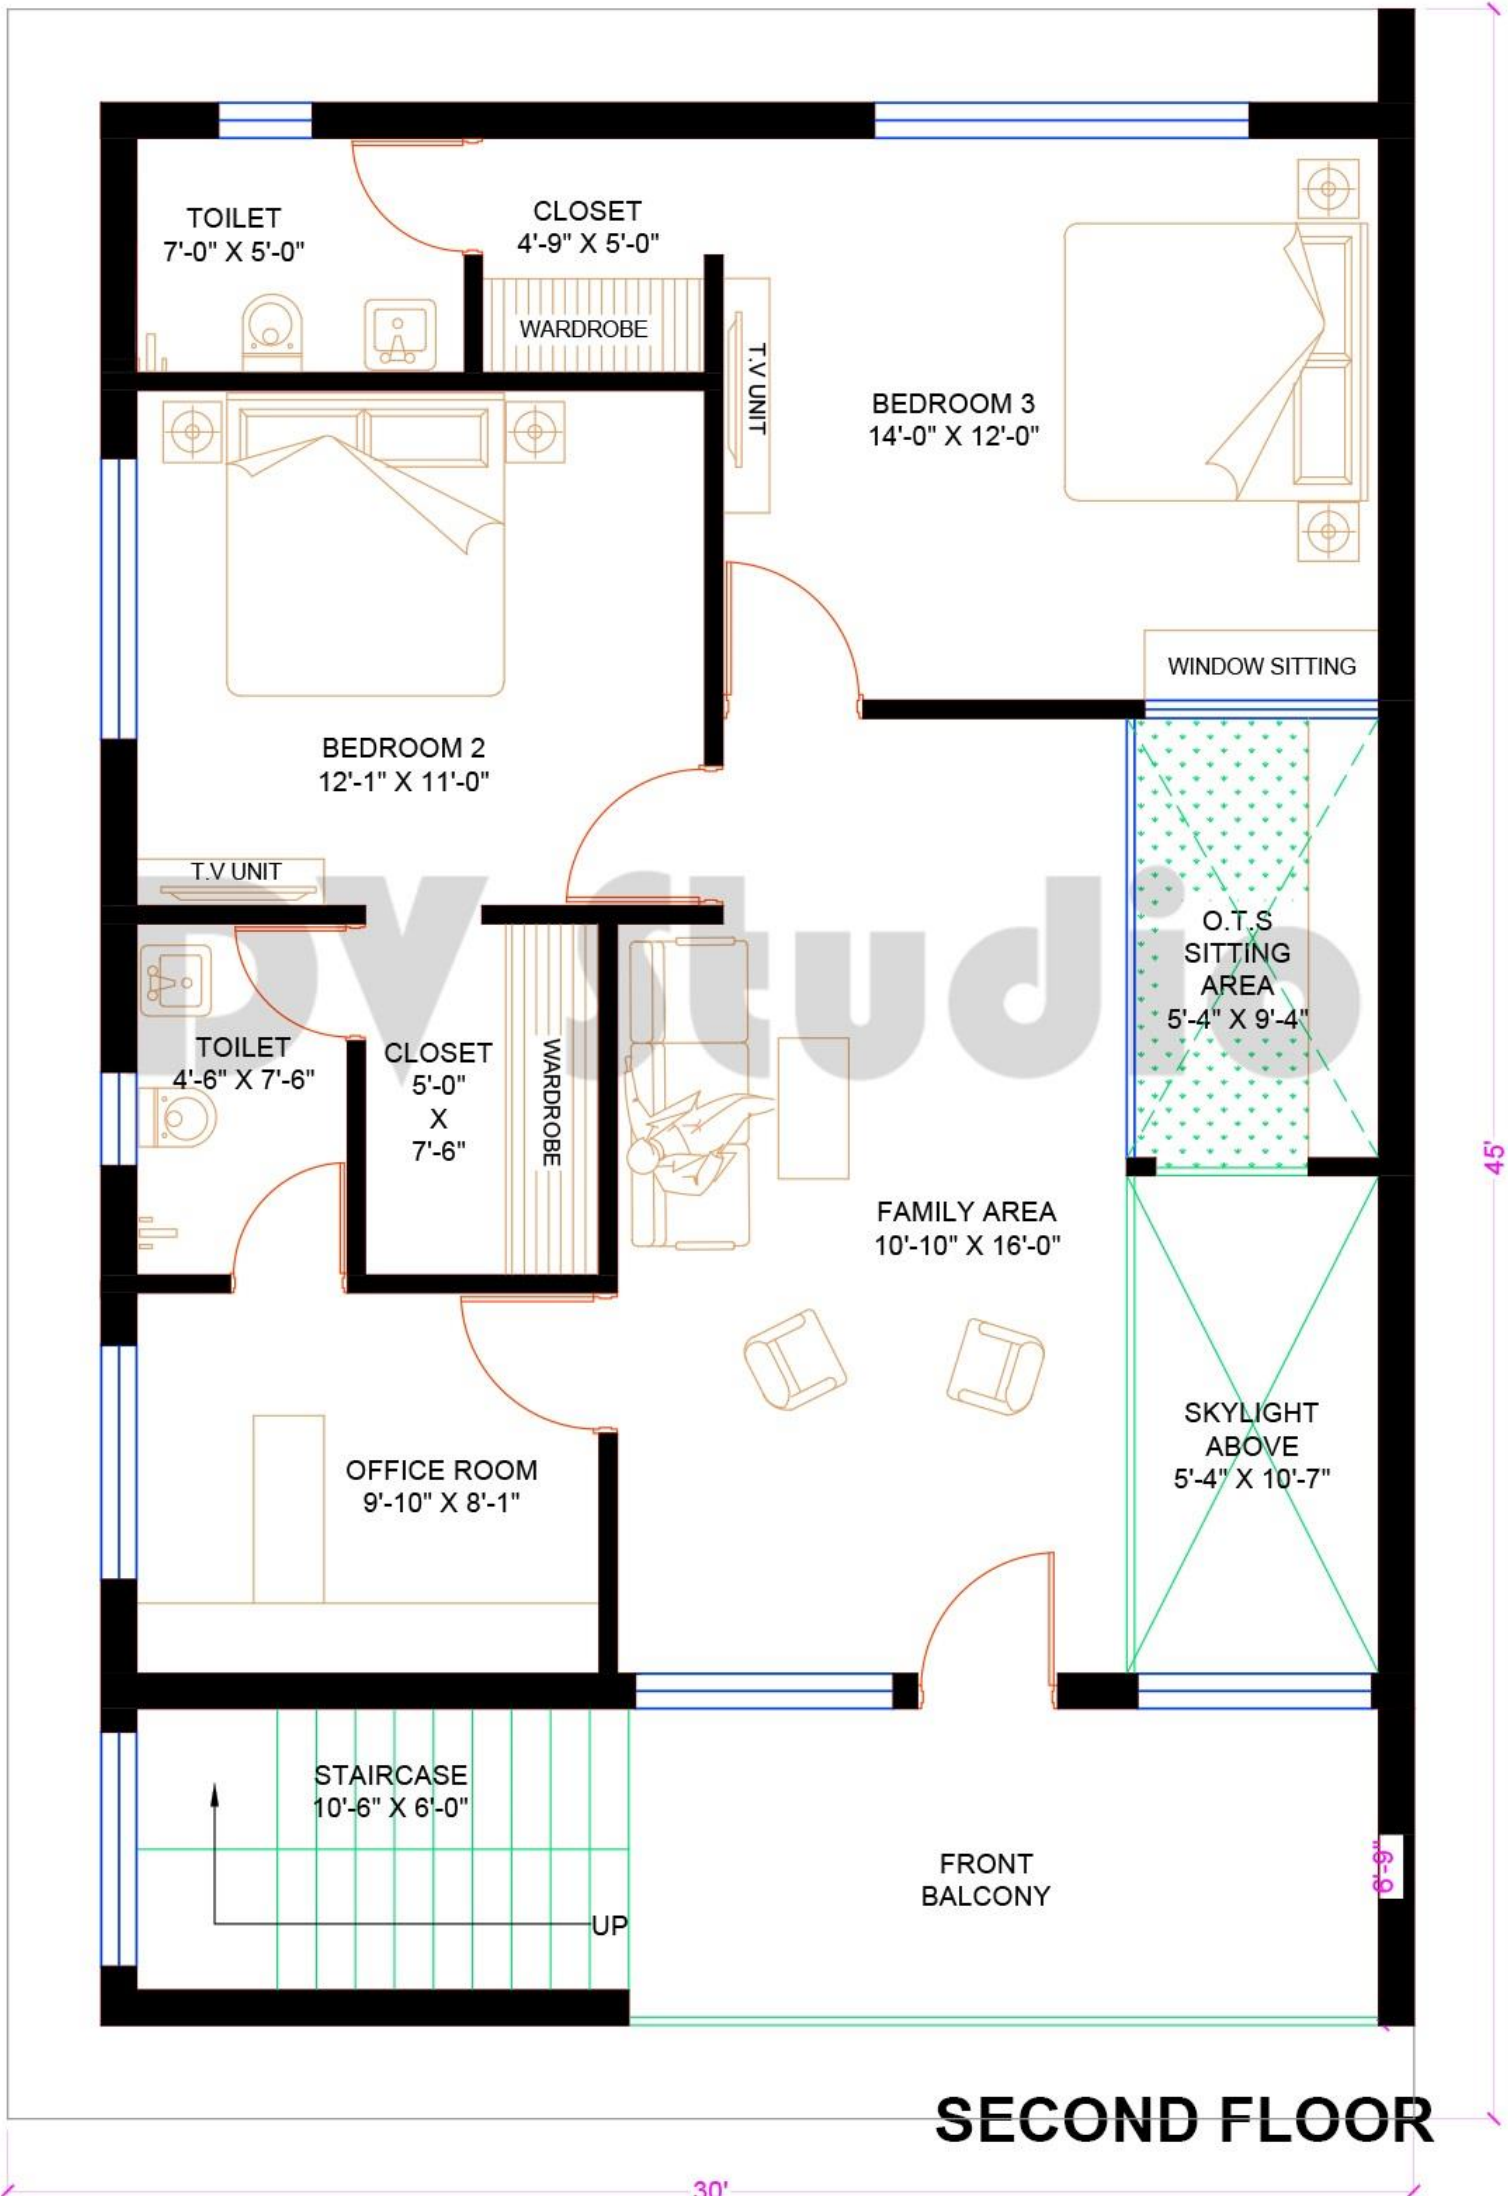 TOILET
7'-0" X 5'-0"
CLOSET
4'-9" X 5'-0"
WARDROBE
T.V UNIT
BEDROOM 3
14'-0" X 12'-0"
WINDOW SITTING
BEDROOM 2
12'-1" X 11'-0"
T.V UNIT
DV Studio
O.T.S
SITTING
AREA
5'-4" X 9'-4"
TOILET
4'-6" X 7'-6"
CLOSET
5'-0"
X
7'-6"
WARDROBE
FAMILY AREA
10'-10" X 16'-0"
45'
SKYLIGHT
ABOVE
5'-4" X 10'-7"
OFFICE ROOM
9'-10" X 8'-1"
STAIRCASE
10'-6" X 6'-0"
UP
FRONT
BALCONY
6'-9"
SECOND FLOOR
30'